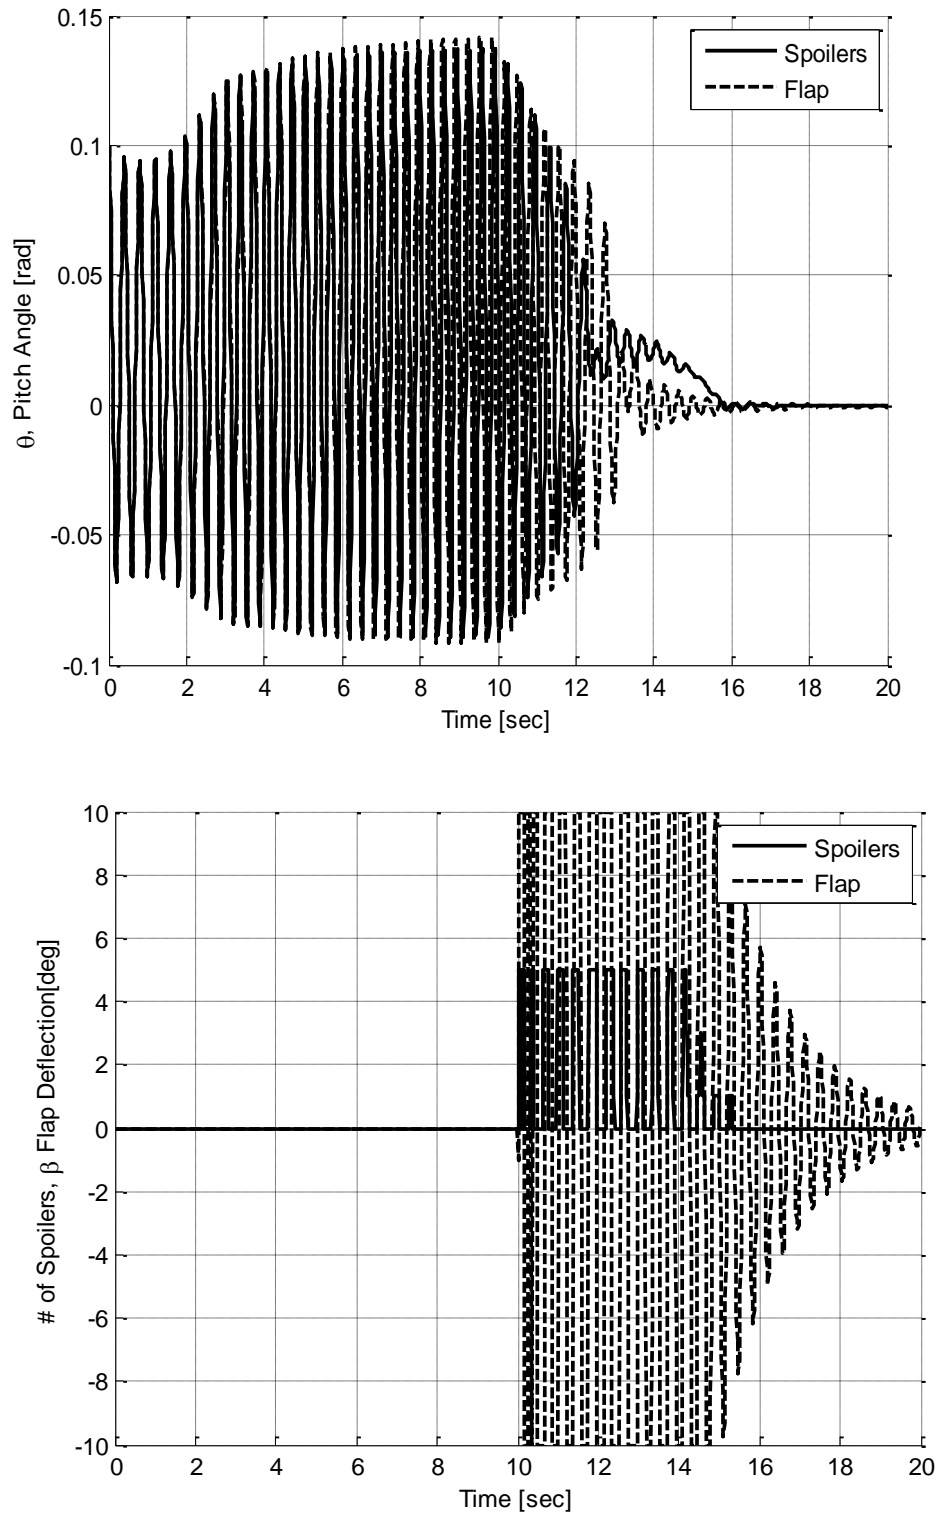 0.15
0.1
0.05
0
-0.05
-0.1
θ, Pitch Angle [rad]
Spoilers
Flap
0 2 4 6 8 10 12 14 16 18 20
Time [sec]
10
8
6
4
2
0
-2
-4
-6
-8
-10
# of Spoilers, β Flap Deflection[deg]
Spoilers
Flap
0 2 4 6 8 10 12 14 16 18 20
Time [sec]